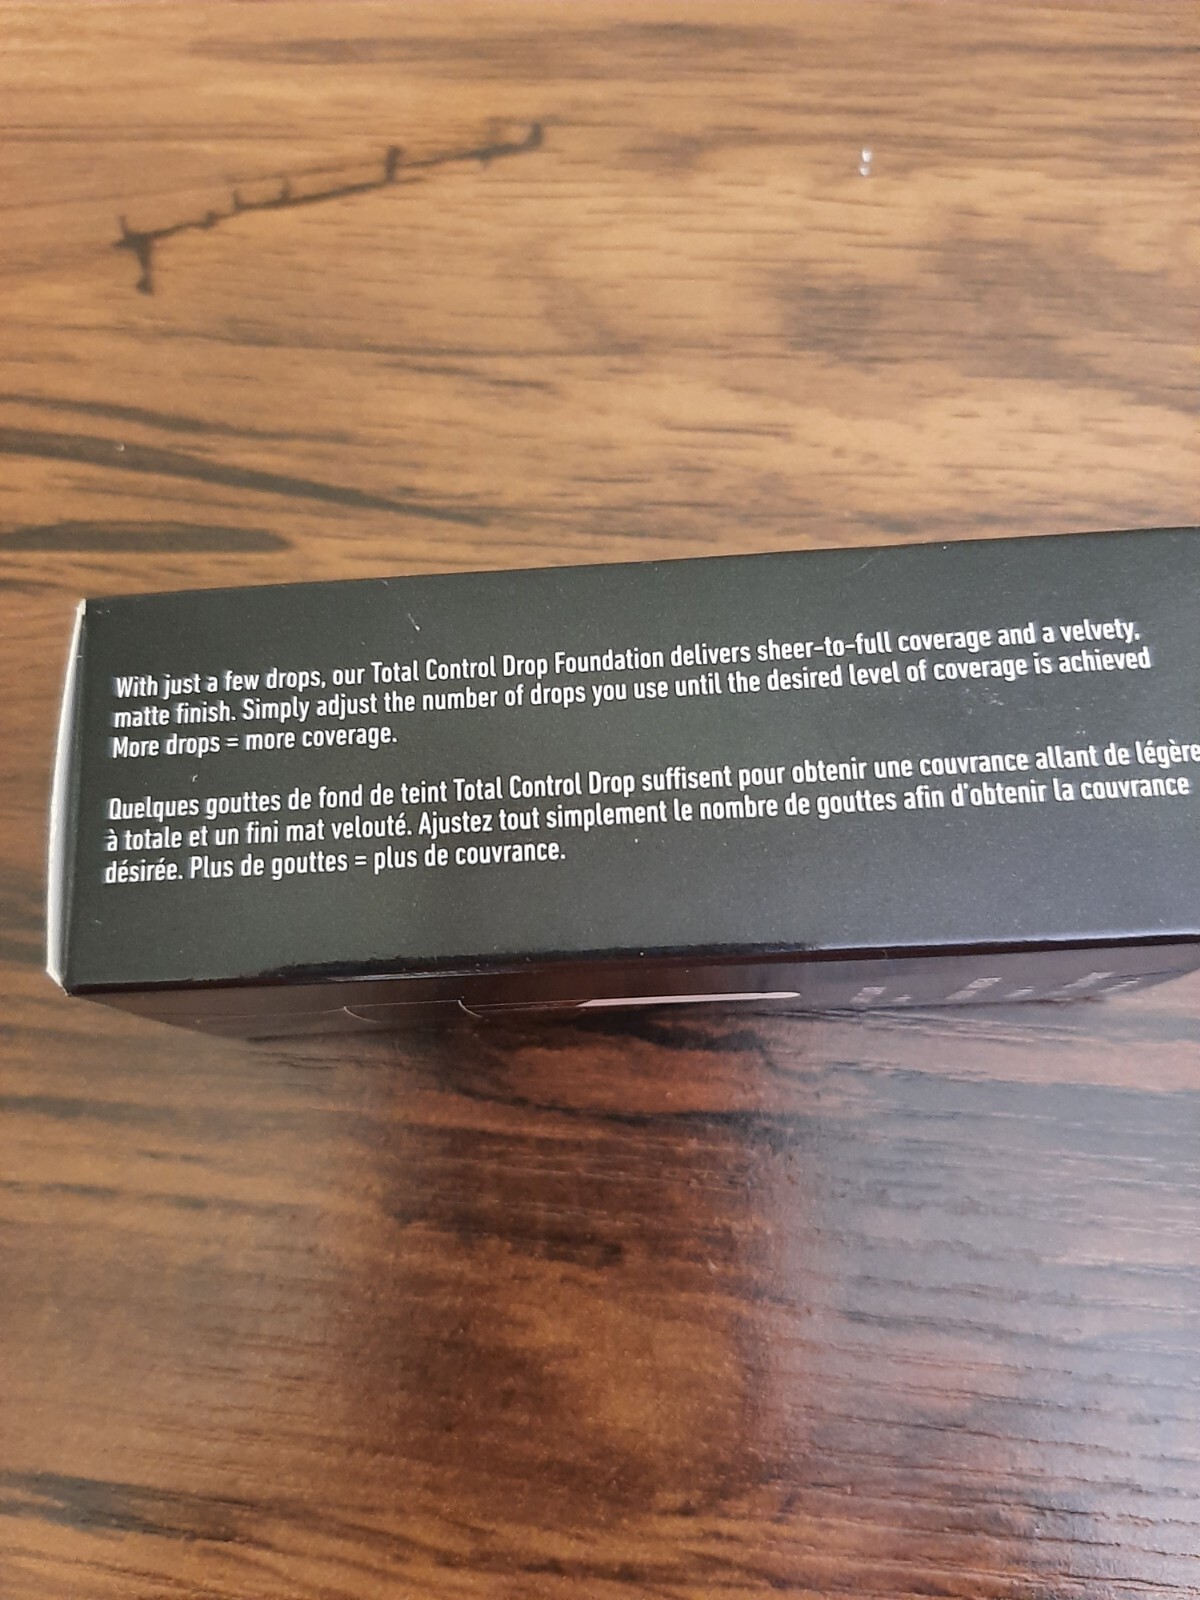 With just a few drops, our Total Control Drop Foundation delivers sheer-to-full coverage and a velvety,
matte finish. Simply adjust the number of drops you use until the desired level of coverage is achieved
More drops = more coverage.
Quelques gouttes de fond de teint Total Control Drop suffisent pour obtenir une couvrance allant de légère
à totale et un fini mat velouté. Ajustez tout simplement le nombre de gouttes afin d'obtenir la couvrance
désirée. Plus de gouttes = plus de couvrance.